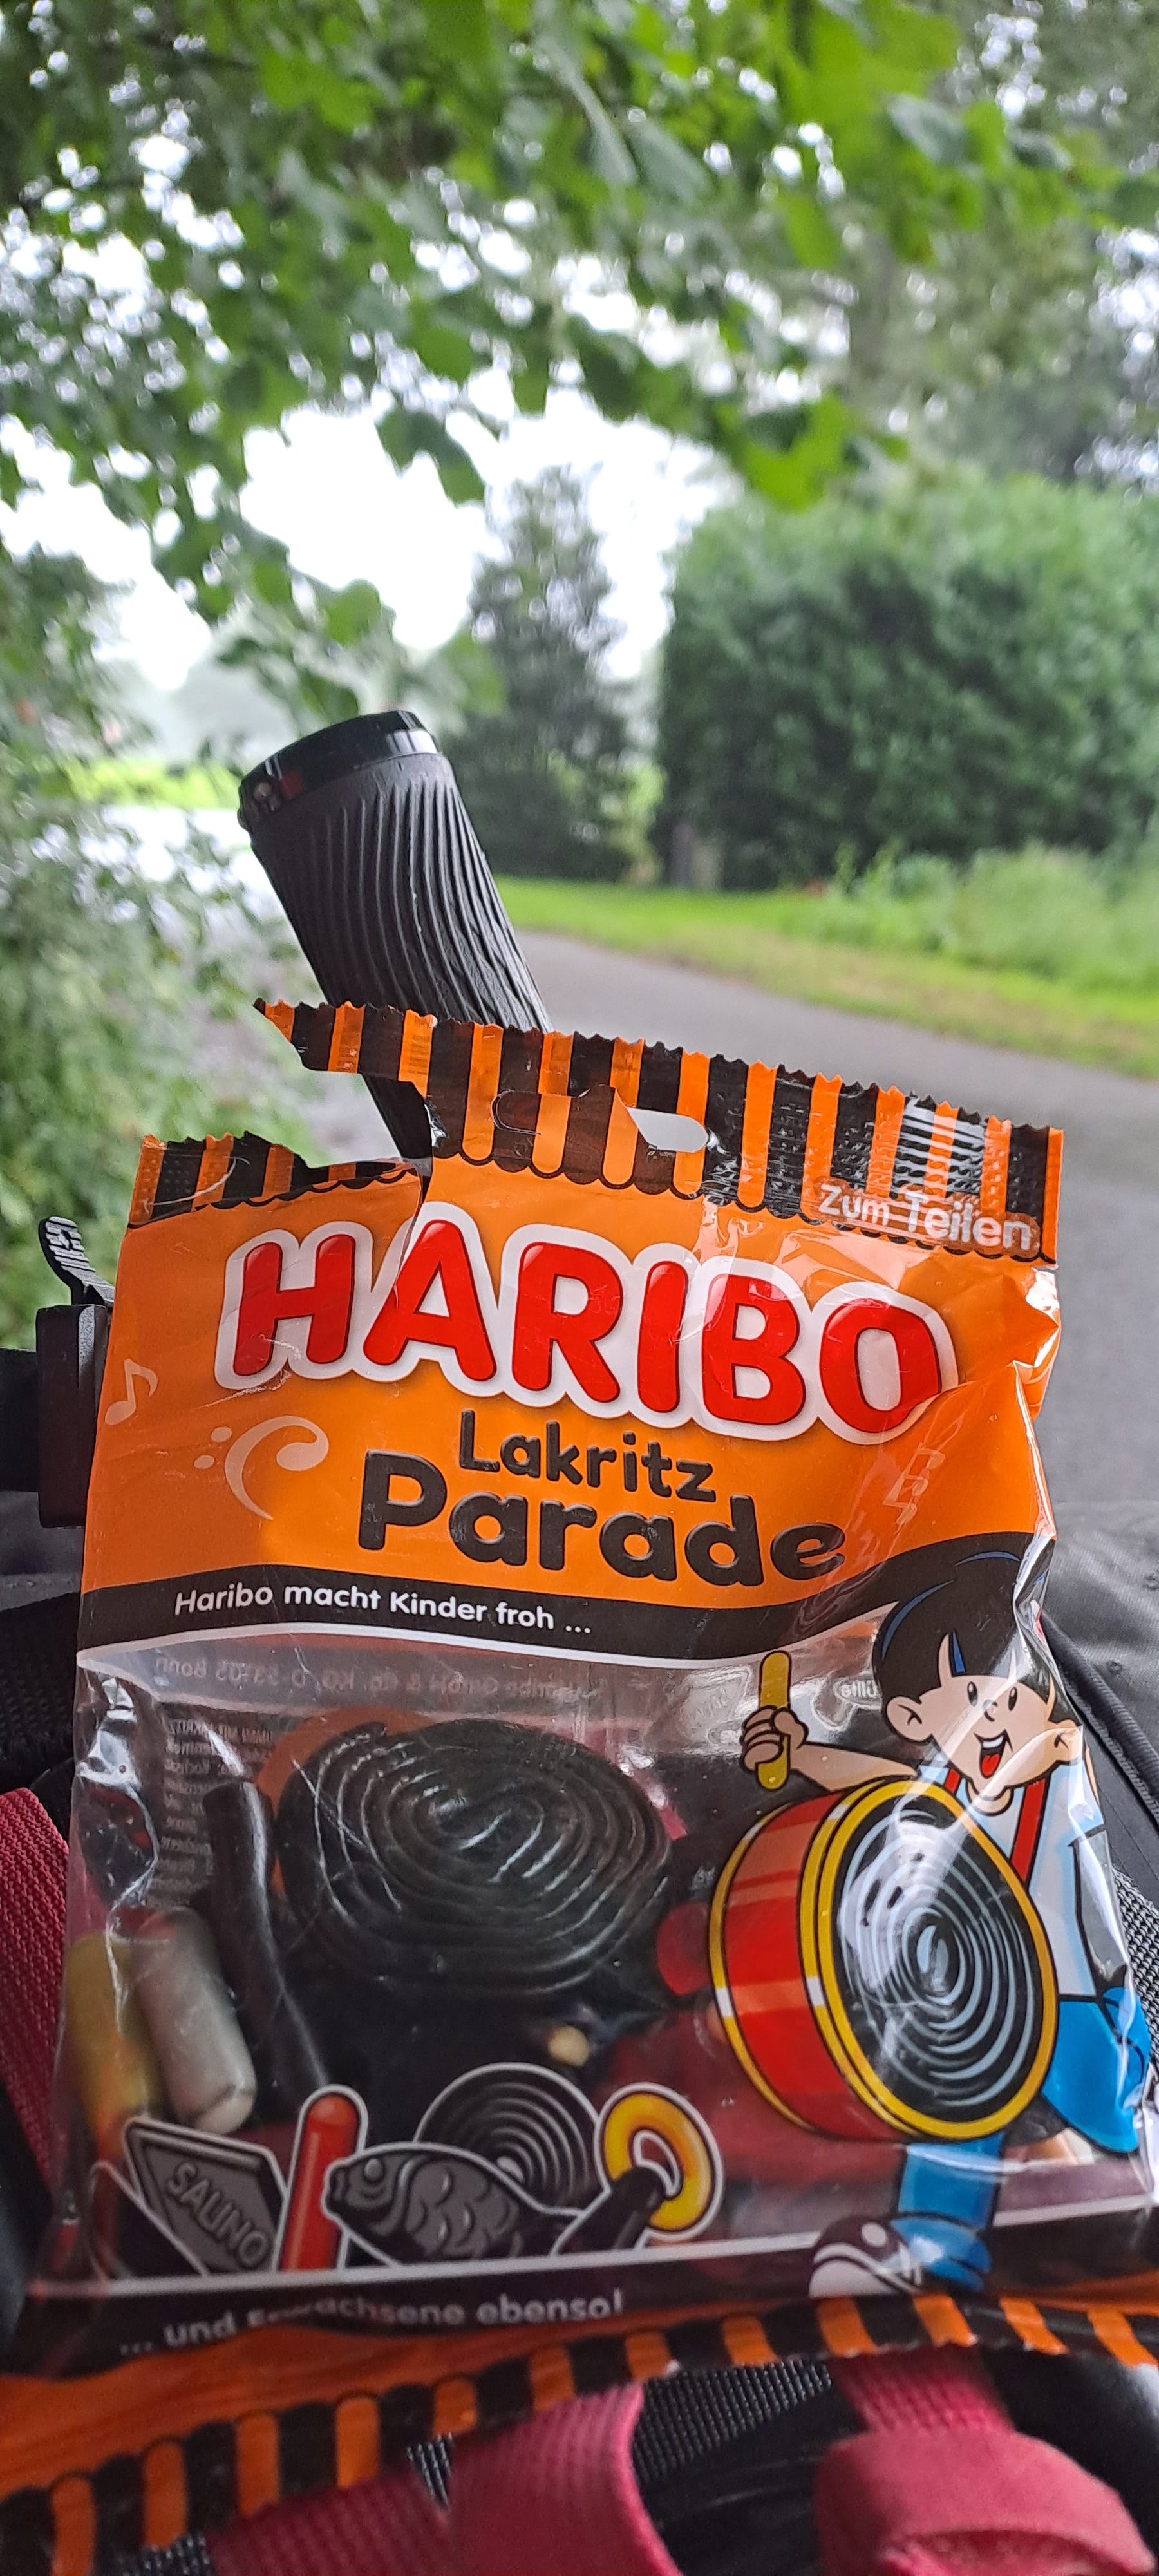 Zum Teilen
HARIBO
Lakritz
Parade
Haribo macht Kinder froh ...
SALINO
... und Erwachsene ebenso!